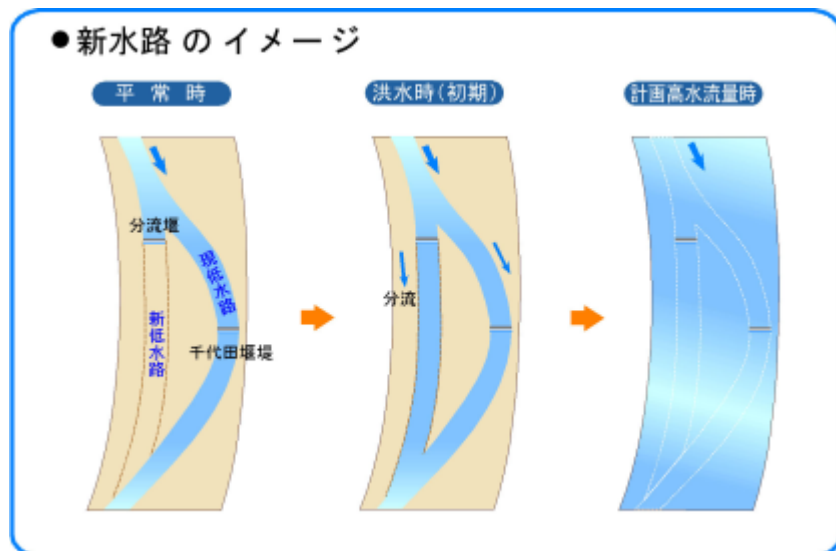 ●新水路のイメージ
平常時
洪水時(初期)
計画高水流量時
分流堰
現低水路
新低水路
千代田堰堤
分流